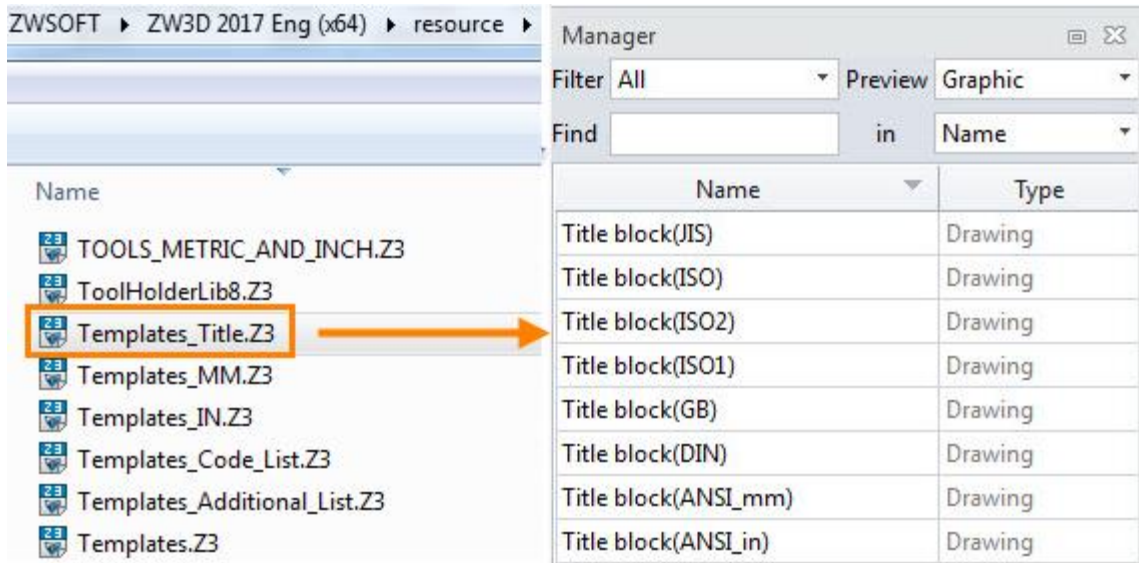 ZWSOFT ▸ ZW3D 2017 Eng (x64) ▸ resource ▸
Name
TOOLS_METRIC_AND_INCH.Z3
ToolHolderLib8.Z3
Templates_Title.Z3
Templates_MM.Z3
Templates_IN.Z3
Templates_Code_List.Z3
Templates_Additional_List.Z3
Templates.Z3
Manager
Filter All Preview Graphic
Find in Name
Name Type
Title block(JIS) Drawing
Title block(ISO) Drawing
Title block(ISO2) Drawing
Title block(ISO1) Drawing
Title block(GB) Drawing
Title block(DIN) Drawing
Title block(ANSI_mm) Drawing
Title block(ANSI_in) Drawing